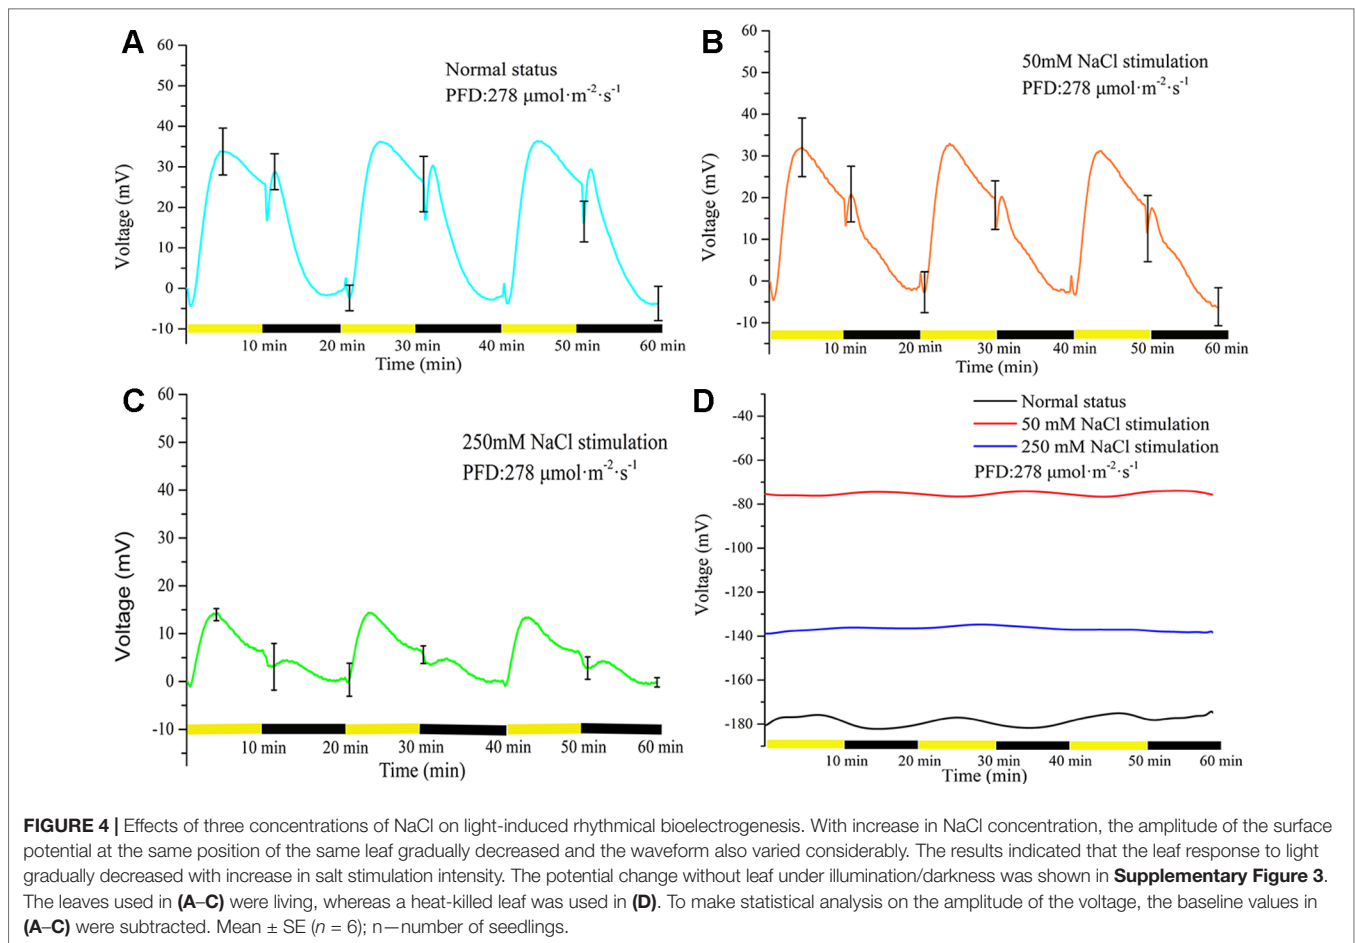 A
60
50
40
30
20
10
0
-10
Voltage (mV)
Normal status
PFD:278 μmol·m-2·s-1
10 min 20 min 30 min 40 min 50 min 60 min
Time (min)
B
60
50
40
30
20
10
0
-10
Voltage (mV)
50mM NaCl stimulation
PFD:278 μmol·m-2·s-1
10 min 20 min 30 min 40 min 50 min 60 min
Time (min)
C
60
50
40
30
20
10
0
-10
Voltage (mV)
250mM NaCl stimulation
PFD:278 μmol·m-2·s-1
10 min 20 min 30 min 40 min 50 min 60 min
Time (min)
D
-40
-60
-80
-100
-120
-140
-160
-180
Voltage (mV)
Normal status
50 mM NaCl stimulation
250 mM NaCl stimulation
PFD:278 μmol·m-2·s-1
10 min 20 min 30 min 40 min 50 min 60 min
Time (min)
FIGURE 4 | Effects of three concentrations of NaCl on light-induced rhythmical bioelectrogenesis. With increase in NaCl concentration, the amplitude of the surface
potential at the same position of the same leaf gradually decreased and the waveform also varied considerably. The results indicated that the leaf response to light
gradually decreased with increase in salt stimulation intensity. The potential change without leaf under illumination/darkness was shown in Supplementary Figure 3.
The leaves used in (A–C) were living, whereas a heat-killed leaf was used in (D). To make statistical analysis on the amplitude of the voltage, the baseline values in
(A–C) were subtracted. Mean ± SE (n = 6); n—number of seedlings.